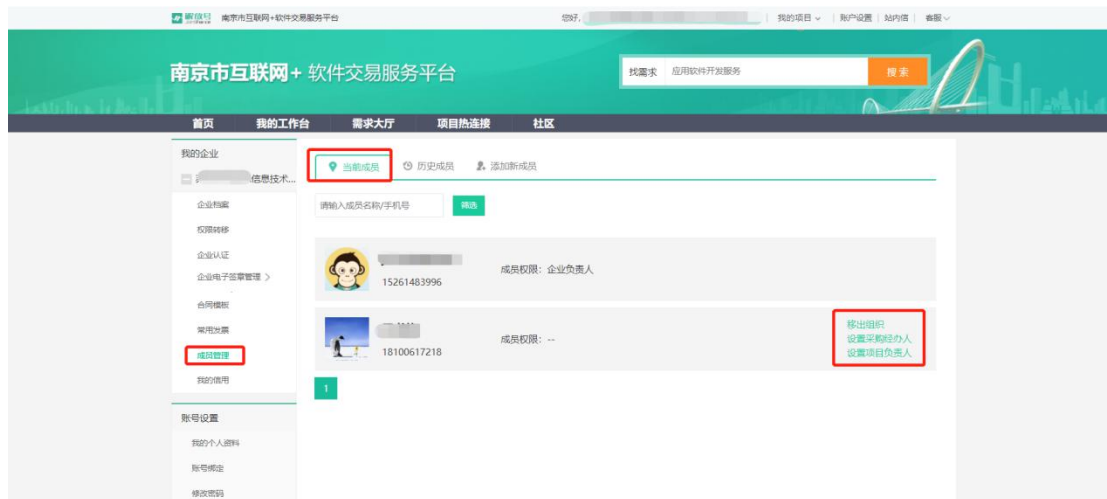 解放号 南京市互联网+软件交易服务平台
您好,
我的项目 账户设置 站内信 客服
南京市互联网+ 软件交易服务平台
找需求 应用软件开发服务 搜索
首页 我的工作台 需求大厅 项目热连接 社区
我的企业
信息技术...
企业档案
权限转移
企业认证
企业电子签章管理 >
合同模板
常用发票
成员管理
我的信用
账号设置
我的个人资料
账号绑定
修改密码
当前成员 历史成员 添加新成员
请输入成员名称/手机号 筛选
15261483996
成员权限：企业负责人
18100617218
成员权限：--
移出组织
设置采购经办人
设置项目负责人
1